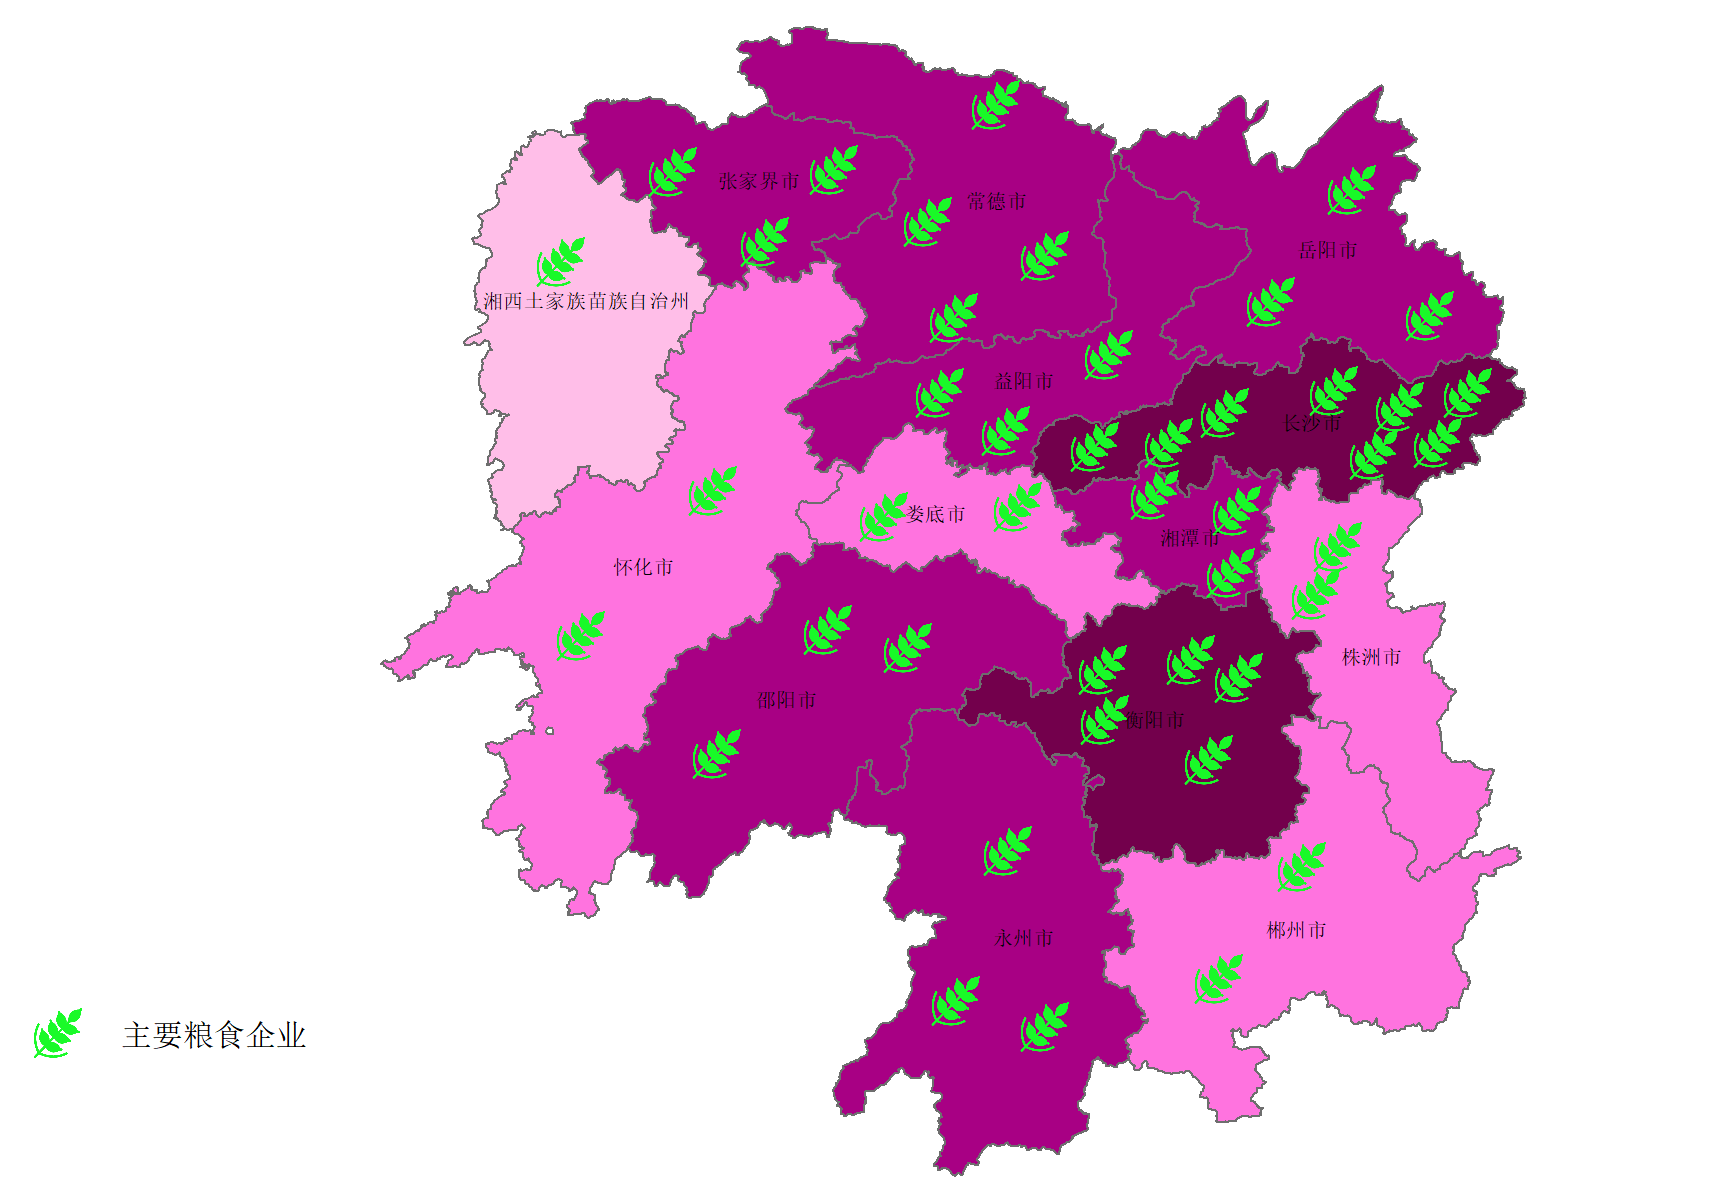 张家界市
常德市
岳阳市
湘西土家族苗族自治州
益阳市
长沙市
娄底市
湘潭市
怀化市
株洲市
邵阳市
衡阳市
郴州市
永州市
主要粮食企业